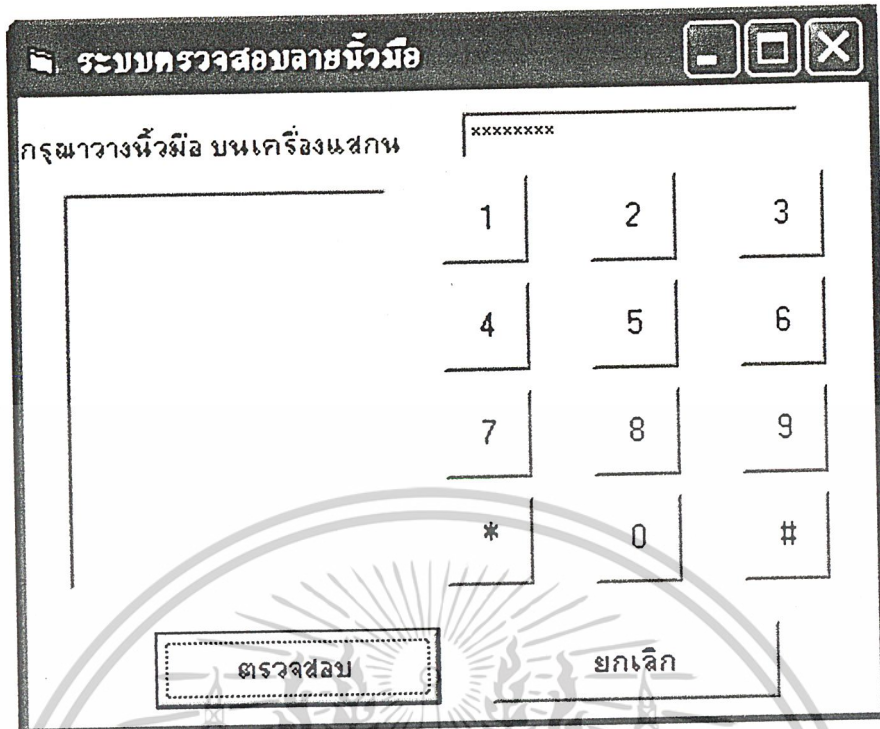 ระบบตรวจสอบลายนิ้วมือ
กรุณาวางนิ้วมือ บนเครื่องแสกน
xxxxxxxx
1 2 3
4 5 6
7 8 9
* 0 #
ตรวจสอบ ยกเลิก